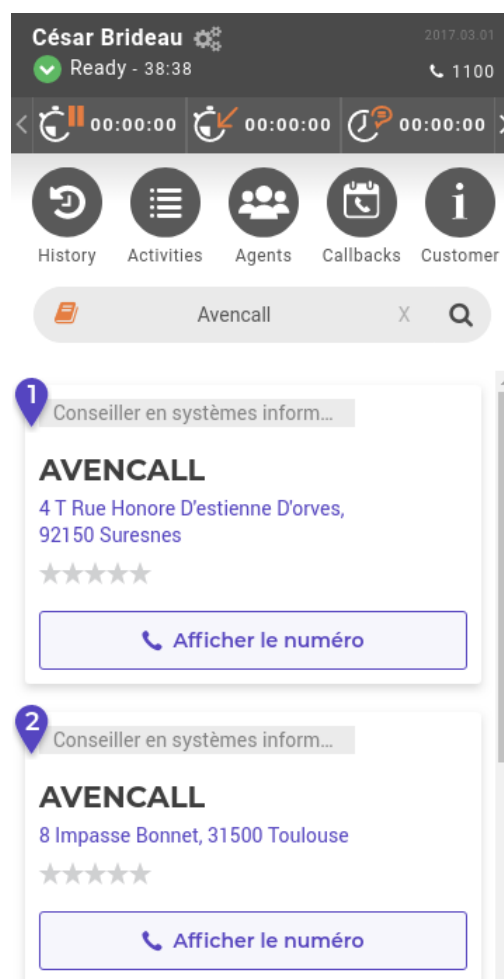 César Brideau
2017.03.01
Ready - 38:38
1100
00:00:00
00:00:00
00:00:00
History
Activities
Agents
Callbacks
Customer
Avencall X
1
Conseiller en systèmes inform...
AVENCALL
4 T Rue Honore D'estienne D'orves,
92150 Suresnes
Afficher le numéro
2
Conseiller en systèmes inform...
AVENCALL
8 Impasse Bonnet, 31500 Toulouse
Afficher le numéro